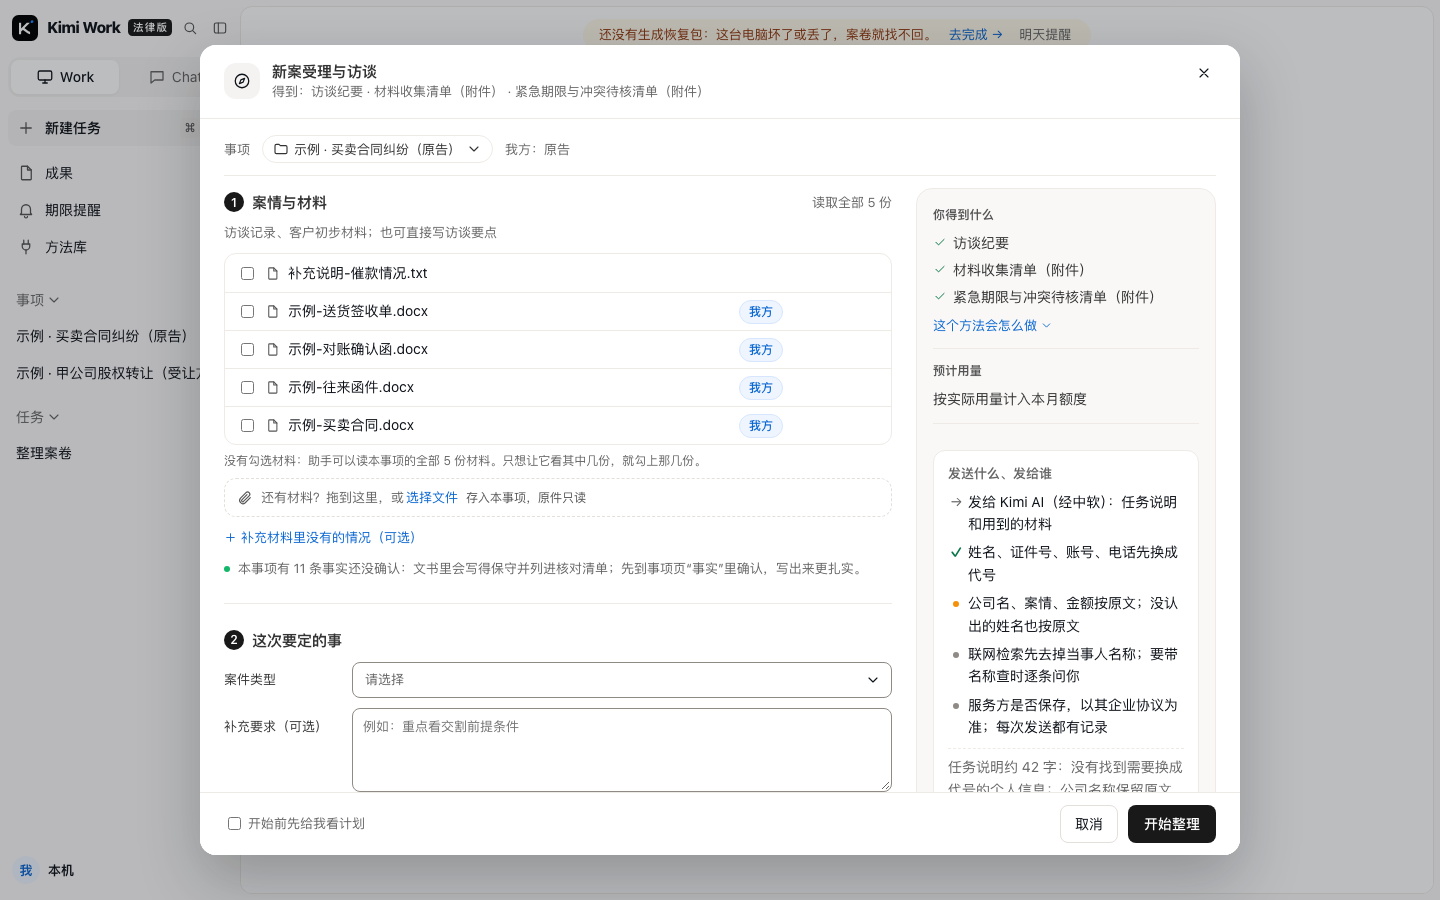 Kimi Work 法律版
还没有生成恢复包：这台电脑坏了或丢了，案卷就找不回。 去完成 → 明天提醒
Work
Chat
新建任务 ⌘
成果
期限提醒
方法库
事项
示例 · 买卖合同纠纷（原告）
示例 · 甲公司股权转让（受让
任务
整理案卷
我 本机
新案受理与访谈
得到：访谈纪要 · 材料收集清单（附件） · 紧急期限与冲突待核清单（附件）
事项 示例 · 买卖合同纠纷（原告） 我方：原告
1 案情与材料 读取全部 5 份
访谈记录、客户初步材料；也可直接写访谈要点
补充说明-催款情况.txt
示例-送货签收单.docx 我方
示例-对账确认函.docx 我方
示例-往来函件.docx 我方
示例-买卖合同.docx 我方
没有勾选材料：助手可以读本事项的全部 5 份材料。只想让它看其中几份，就勾上那几份。
还有材料？拖到这里，或 选择文件 存入本事项，原件只读
+ 补充材料里没有的情况（可选）
本事项有 11 条事实还没确认：文书里会写得保守并列进核对清单；先到事项页“事实”里确认，写出来更扎实。
2 这次要定的事
案件类型 请选择
补充要求（可选） 例如：重点看交割前提条件
你得到什么
访谈纪要
材料收集清单（附件）
紧急期限与冲突待核清单（附件）
这个方法会怎么做
预计用量
按实际用量计入本月额度
发送什么、发给谁
→ 发给 Kimi AI（经中软）：任务说明
和用到的材料
姓名、证件号、账号、电话先换成
代号
公司名、案情、金额按原文；没认
出的姓名也按原文
联网检索先去掉当事人名称；要带
名称查时逐条问你
服务方是否保存，以其企业协议为
准；每次发送都有记录
任务说明约 42 字：没有找到需要换成
代号的个人信息；公司名称保留原文
开始前先给我看计划
取消
开始整理